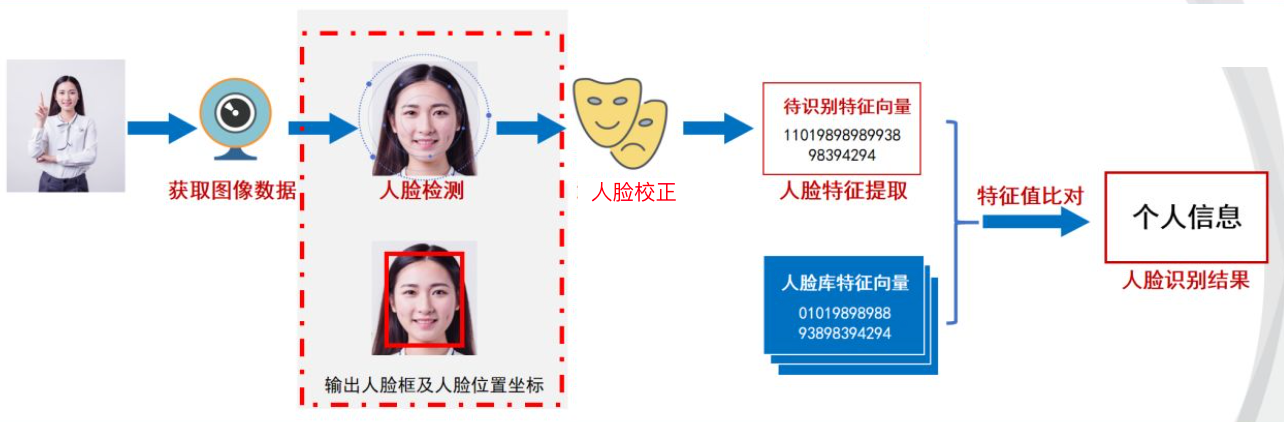 获取图像数据
人脸检测
输出人脸框及人脸位置坐标
人脸校正
待识别特征向量
11019898989938
98394294
人脸特征提取
人脸库特征向量
01019898988
93898394294
特征值比对
个人信息
人脸识别结果